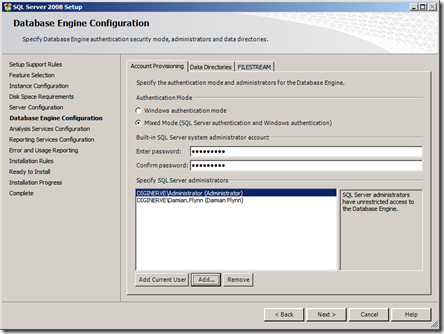 SQL Server 2008 Setup
Database Engine Configuration
Specify Database Engine authentication security mode, administrators and data directories.
Setup Support Rules
Feature Selection
Instance Configuration
Disk Space Requirements
Server Configuration
Database Engine Configuration
Analysis Services Configuration
Reporting Services Configuration
Error and Usage Reporting
Installation Rules
Ready to Install
Installation Progress
Complete
Account Provisioning Data Directories FILESTREAM
Specify the authentication mode and administrators for the Database Engine.
Authentication Mode
Windows authentication mode
Mixed Mode (SQL Server authentication and Windows authentication)
Built-in SQL Server system administrator account
Enter password: •••••••••
Confirm password: •••••••••
Specify SQL Server administrators
DIGINERVE\Administrator (Administrator)
DIGINERVE\Damian.Flynn (Damian Flynn)
SQL Server administrators
have unrestricted access to
the Database Engine.
Add Current User Add... Remove
< Back Next > Cancel Help